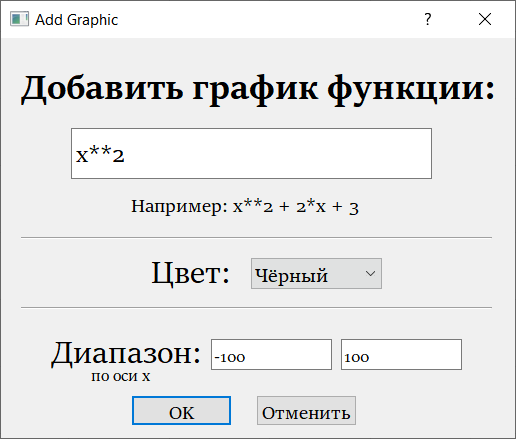 Add Graphic
Добавить график функции:
x**2
Например: x**2 + 2*x + 3
Цвет: Чёрный
Диапазон: -100 100
по оси x
OK Отменить